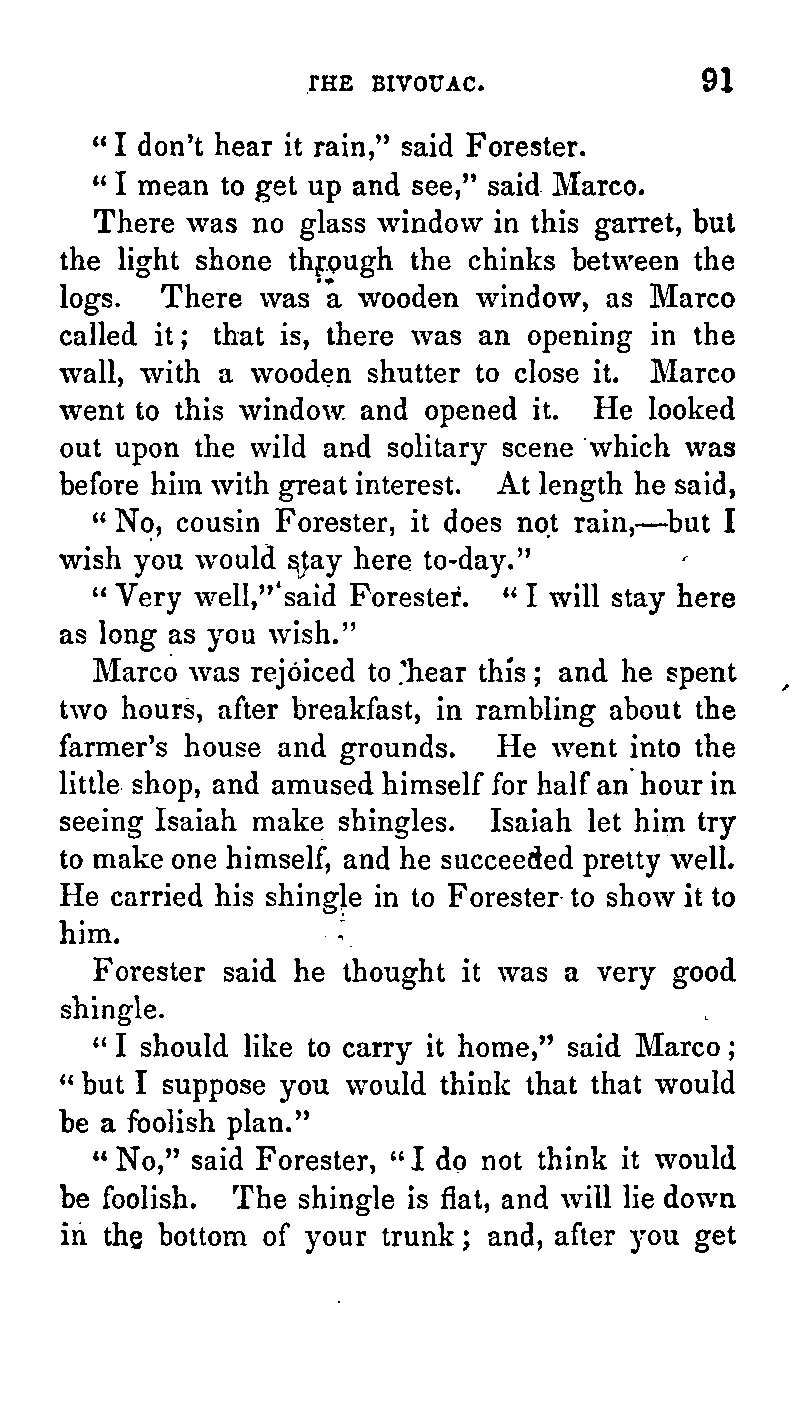 THE BIVOUAC. 91
“ I don’t hear it rain,” said Forester.
“ I mean to get up and see,” said Marco.
There was no glass window in this garret, but
the light shone through the chinks between the
logs. There was a wooden window, as Marco
called it ; that is, there was an opening in the
wall, with a wooden shutter to close it. Marco
went to this window and opened it. He looked
out upon the wild and solitary scene which was
before him with great interest. At length he said,
“ No, cousin Forester, it does not rain,—but I
wish you would stay here to-day.”
“ Very well,” said Forester. “ I will stay here
as long as you wish.”
Marco was rejoiced to hear this ; and he spent
two hours, after breakfast, in rambling about the
farmer’s house and grounds. He went into the
little shop, and amused himself for half an hour in
seeing Isaiah make shingles. Isaiah let him try
to make one himself, and he succeeded pretty well.
He carried his shingle in to Forester to show it to
him.
Forester said he thought it was a very good
shingle.
“ I should like to carry it home,” said Marco ;
“ but I suppose you would think that that would
be a foolish plan.”
“ No,” said Forester, “ I do not think it would
be foolish. The shingle is flat, and will lie down
in the bottom of your trunk ; and, after you get